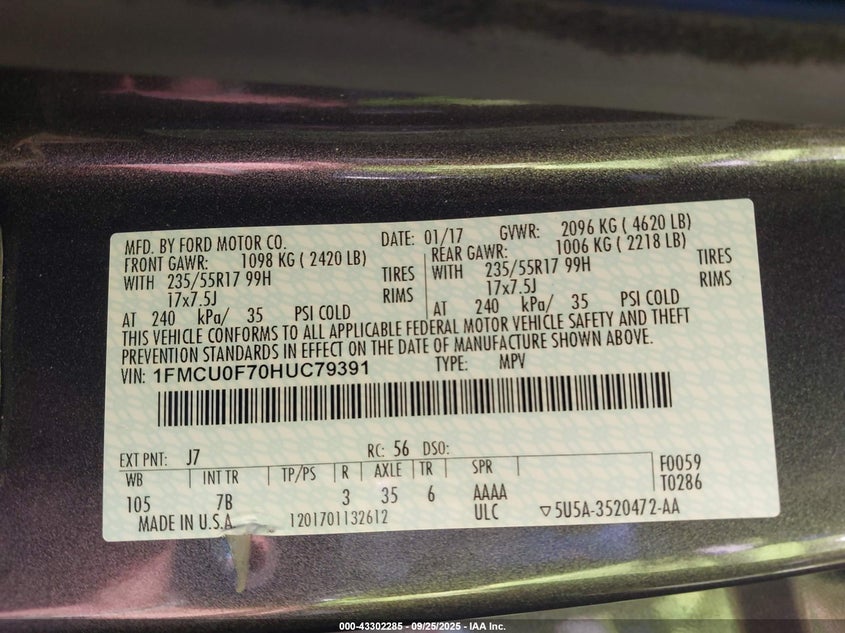 MFD. BY FORD MOTOR CO. DATE: 01/17 GVWR: 2096 KG ( 4620 LB)
FRONT GAWR: 1098 KG ( 2420 LB) REAR GAWR: 1006 KG ( 2218 LB)
WITH 235/55R17 99H TIRES WITH 235/55R17 99H TIRES
17x7.5J RIMS 17x7.5J RIMS
AT 240 kPa/ 35 PSI COLD AT 240 kPa/ 35 PSI COLD
THIS VEHICLE CONFORMS TO ALL APPLICABLE FEDERAL MOTOR VEHICLE SAFETY AND THEFT
PREVENTION STANDARDS IN EFFECT ON THE DATE OF MANUFACTURE SHOWN ABOVE.
VIN: 1FMCU0F70HUC79391 TYPE: MPV
EXT PNT: J7 RC: 56 DSO:
WB INT TR TP/PS R AXLE TR SPR F0059
105 7B 3 35 6 AAAA T0286
MADE IN U.S.A 1201701132612 ULC ▽5U5A-3520472-AA
000-43302285 - 09/25/2025 - IAA Inc.